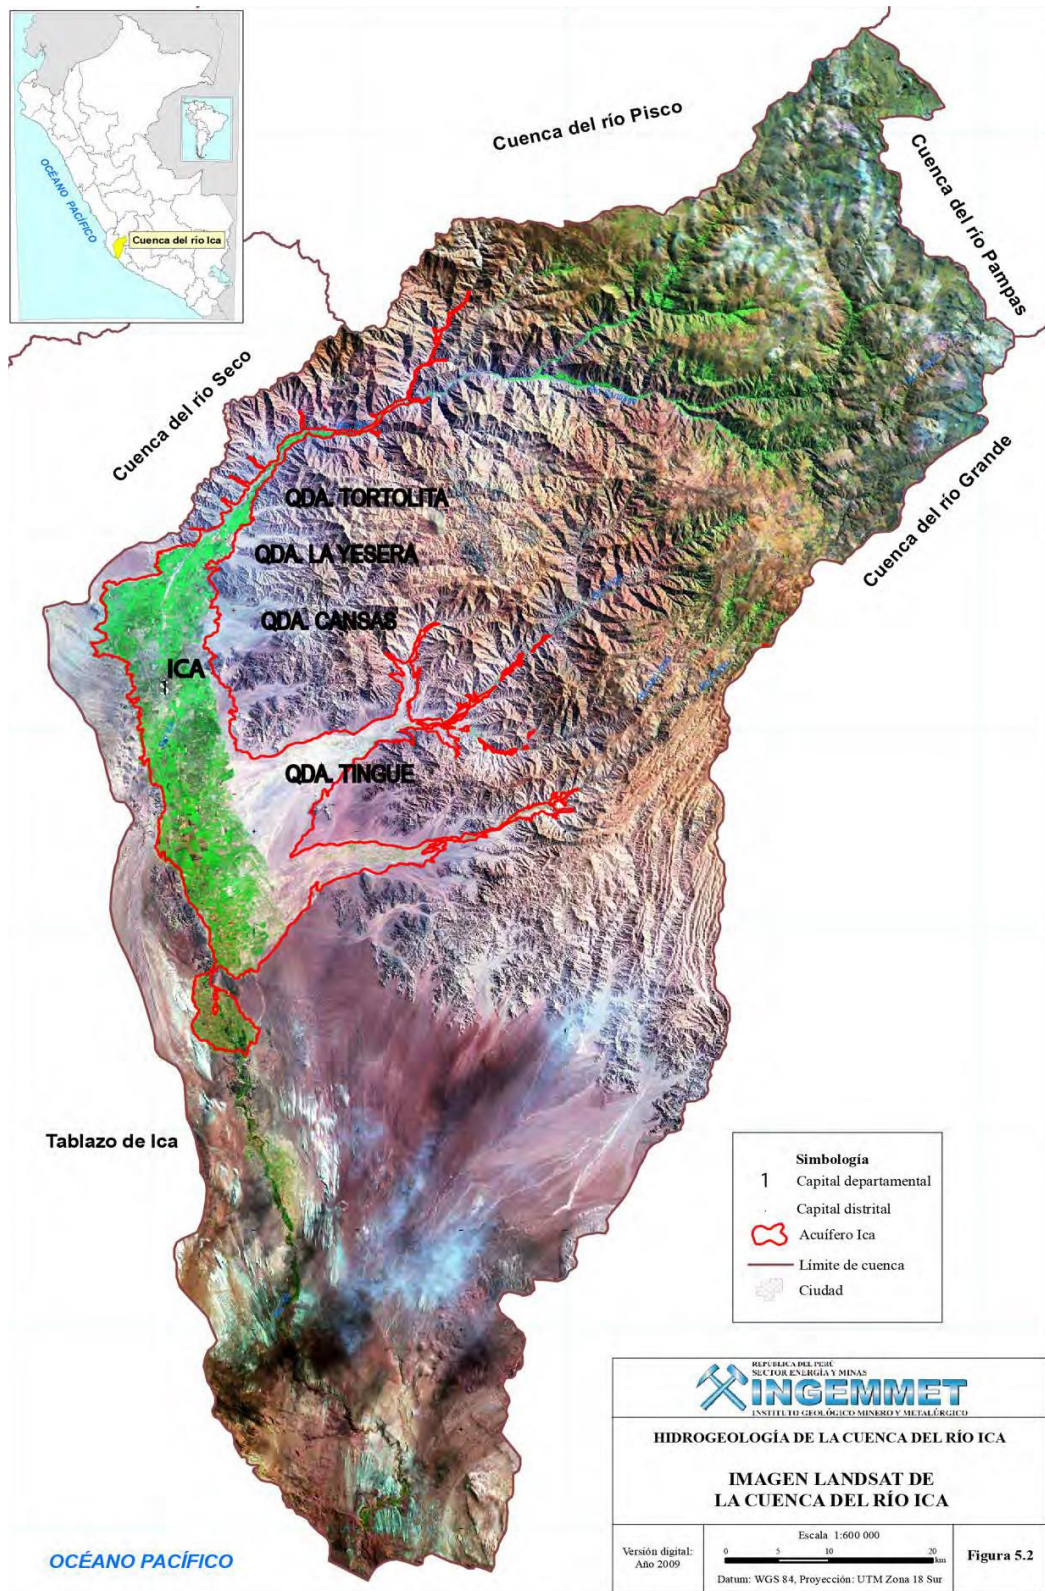 OCÉANO PACÍFICO
Cuenca del río Ica
Cuenca del río Pisco
Cuenca del río Pampas
Cuenca del río Seco
Cuenca del río Grande
QDA. TORTOLITA
QDA. LA YESERA
QDA. CANSAS
ICA
1
QDA. TINGUE
Tablazo de Ica
Simbología
1 Capital departamental
Capital distrital
Acuífero Ica
Límite de cuenca
Ciudad
REPÚBLICA DEL PERÚ
SECTOR ENERGÍA Y MINAS
INGEMMET
INSTITUTO GEOLÓGICO MINERO Y METALÚRGICO
HIDROGEOLOGÍA DE LA CUENCA DEL RÍO ICA
IMAGEN LANDSAT DE
LA CUENCA DEL RÍO ICA
Versión digital:
Año 2009
Escala 1:600 000
0 5 10 20
km
Datum: WGS 84, Proyección: UTM Zona 18 Sur
Figura 5.2
OCÉANO PACÍFICO